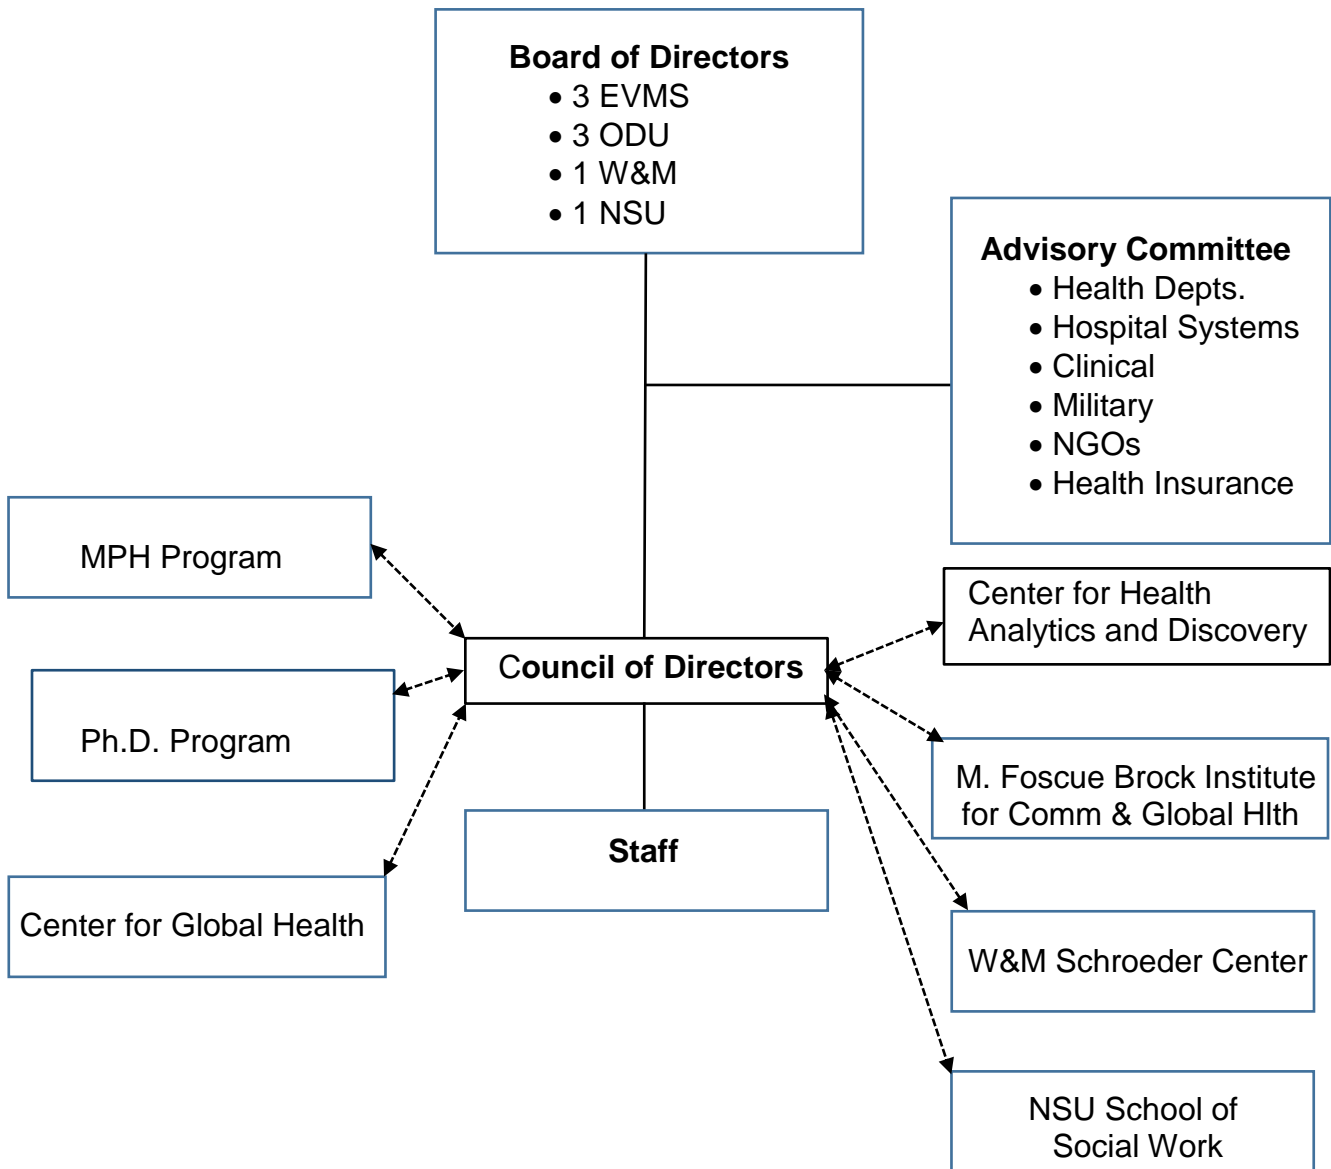 Board of Directors
• 3 EVMS
• 3 ODU
• 1 W&M
• 1 NSU
Advisory Committee
• Health Depts.
• Hospital Systems
• Clinical
• Military
• NGOs
• Health Insurance
MPH Program
Center for Health
Analytics and Discovery
Council of Directors
Ph.D. Program
M. Foscue Brock Institute
for Comm & Global Hlth
Staff
Center for Global Health
W&M Schroeder Center
NSU School of
Social Work